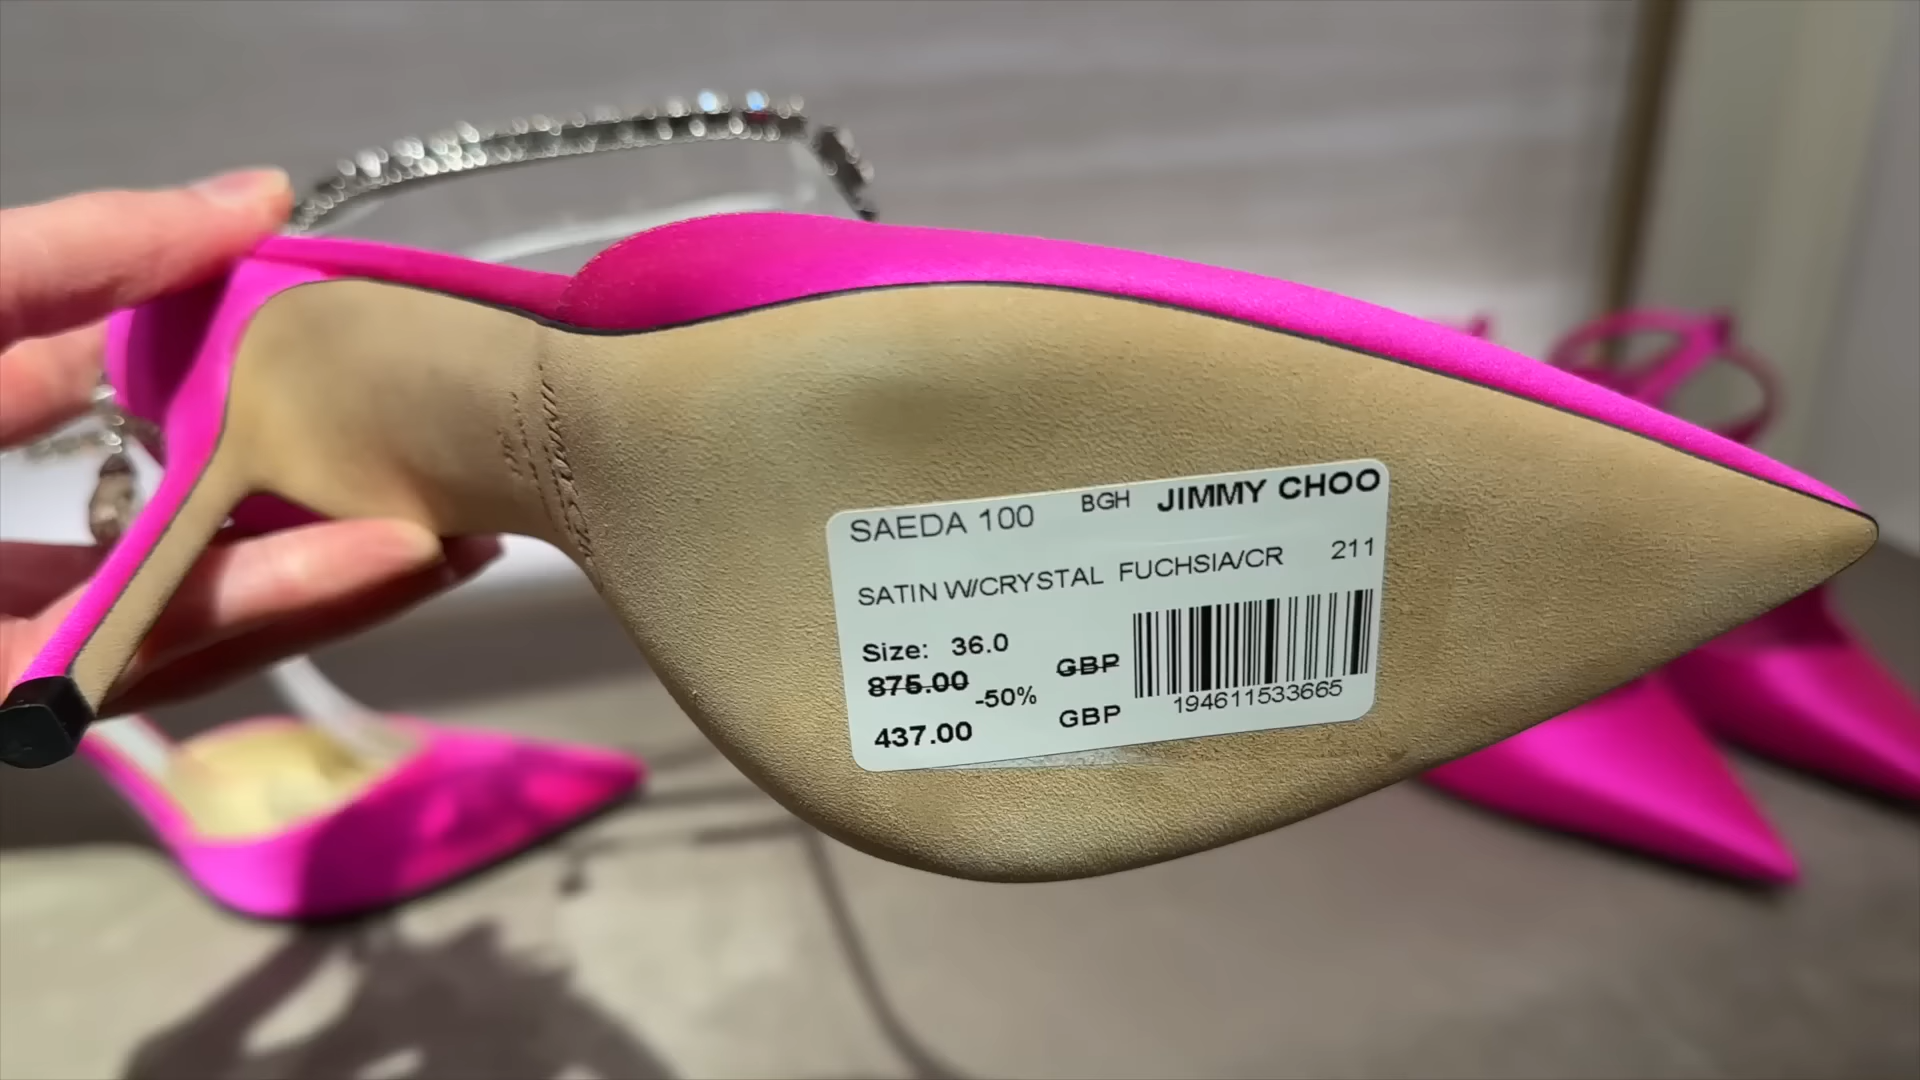 SAEDA 100 BGH JIMMY CHOO
SATIN W/CRYSTAL FUCHSIA/CR 211
Size: 36.0
875.00 GBP
-50%
437.00 GBP
194611533665